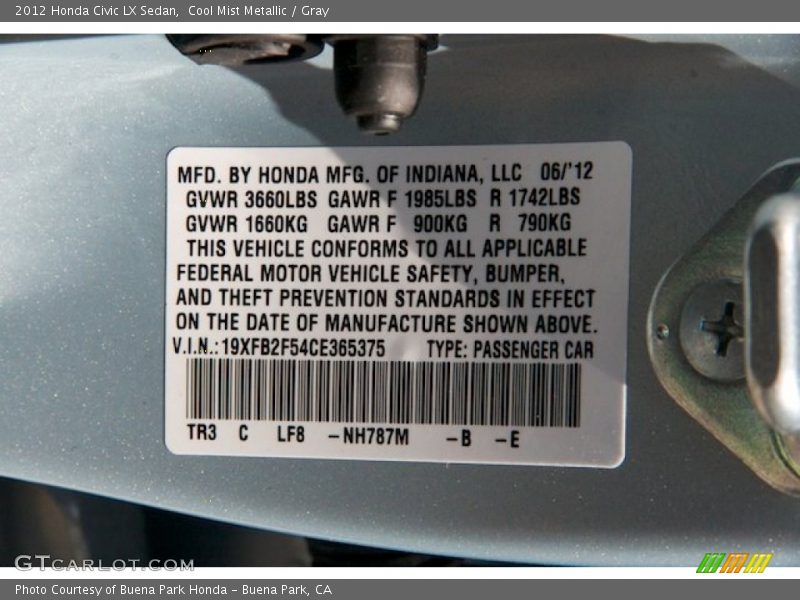 2012 Honda Civic LX Sedan,  Cool Mist Metallic / Gray
MFD. BY HONDA MFG. OF INDIANA, LLC 06/'12
GVWR 3660LBS GAWR F 1985LBS R 1742LBS
GVWR 1660KG GAWR F 900KG R 790KG
THIS VEHICLE CONFORMS TO ALL APPLICABLE
FEDERAL MOTOR VEHICLE SAFETY, BUMPER,
AND THEFT PREVENTION STANDARDS IN EFFECT
ON THE DATE OF MANUFACTURE SHOWN ABOVE.
V.I.N.:19XFB2F54CE365375 TYPE: PASSENGER CAR
TR3 C LF8 -NH787M -B -E
GTCARLOT.COM
Photo Courtesy of Buena Park Honda - Buena Park, CA